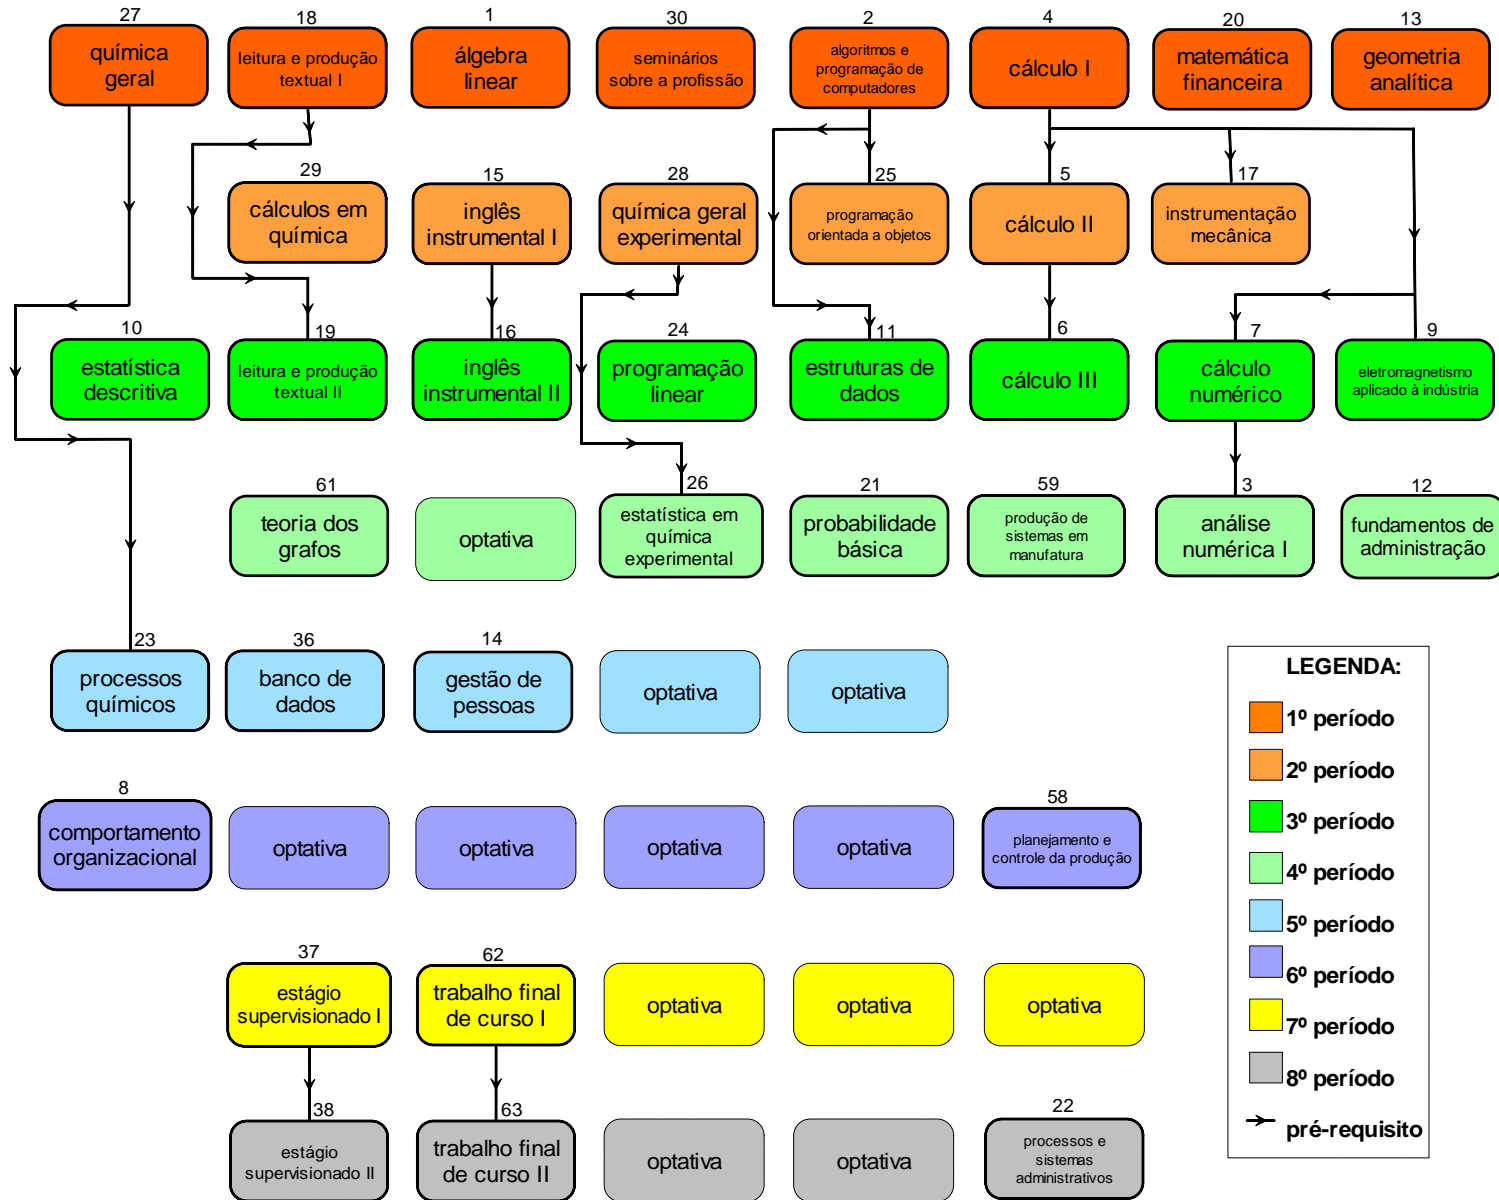 27
18
1
30
2
4
20
13
química
geral
leitura e produção
textual I
álgebra
linear
seminários
sobre a profissão
algoritmos e
programação de
computadores
cálculo I
matemática
financeira
geometria
analítica
29
15
28
25
5
17
cálculos em
química
inglês
instrumental I
química geral
experimental
programação
orientada a objetos
cálculo II
instrumentação
mecânica
10
19
16
24
11
6
7
9
estatística
descritiva
leitura e produção
textual II
inglês
instrumental II
programação
linear
estruturas de
dados
cálculo III
cálculo
numérico
eletromagnetismo
aplicado à indústria
61
26
21
59
3
12
teoria dos
grafos
optativa
estatística em
química
experimental
probabilidade
básica
produção de
sistemas em
manufatura
análise
numérica I
fundamentos de
administração
23
36
14
processos
químicos
banco de
dados
gestão de
pessoas
optativa
optativa
8
58
comportamento
organizacional
optativa
optativa
optativa
optativa
planejamento e
controle da produção
37
62
estágio
supervisionado I
trabalho final
de curso I
optativa
optativa
optativa
38
63
22
estágio
supervisionado II
trabalho final
de curso II
optativa
optativa
processos e
sistemas
administrativos
LEGENDA:
1º período
2º período
3º período
4º período
5º período
6º período
7º período
8º período
pré-requisito